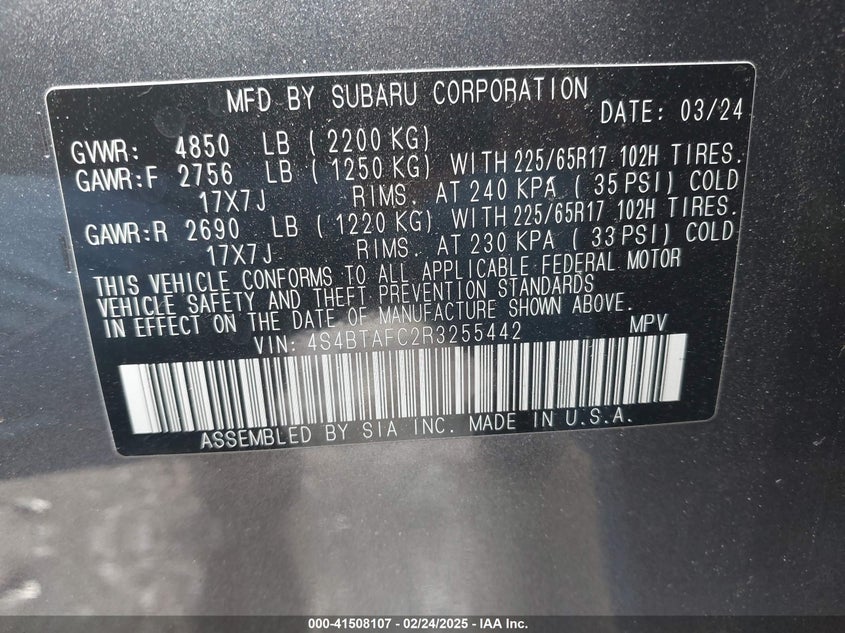 MFD BY SUBARU CORPORATION
DATE: 03/24
GVWR: 4850 LB ( 2200 KG)
GAWR:F 2756 LB ( 1250 KG) WITH 225/65R17 102H TIRES.
17X7J RIMS. AT 240 KPA ( 35 PSI) COLD
GAWR:R 2690 LB ( 1220 KG) WITH 225/65R17 102H TIRES.
17X7J RIMS. AT 230 KPA ( 33 PSI) COLD
THIS VEHICLE CONFORMS TO ALL APPLICABLE FEDERAL MOTOR
VEHICLE SAFETY AND THEFT PREVENTION STANDARDS
IN EFFECT ON THE DATE OF MANUFACTURE SHOWN ABOVE.
VIN: 4S4BTAFC2R3255442 MPV
ASSEMBLED BY SIA INC. MADE IN U.S.A.
000-41508107 - 02/24/2025 - IAA Inc.